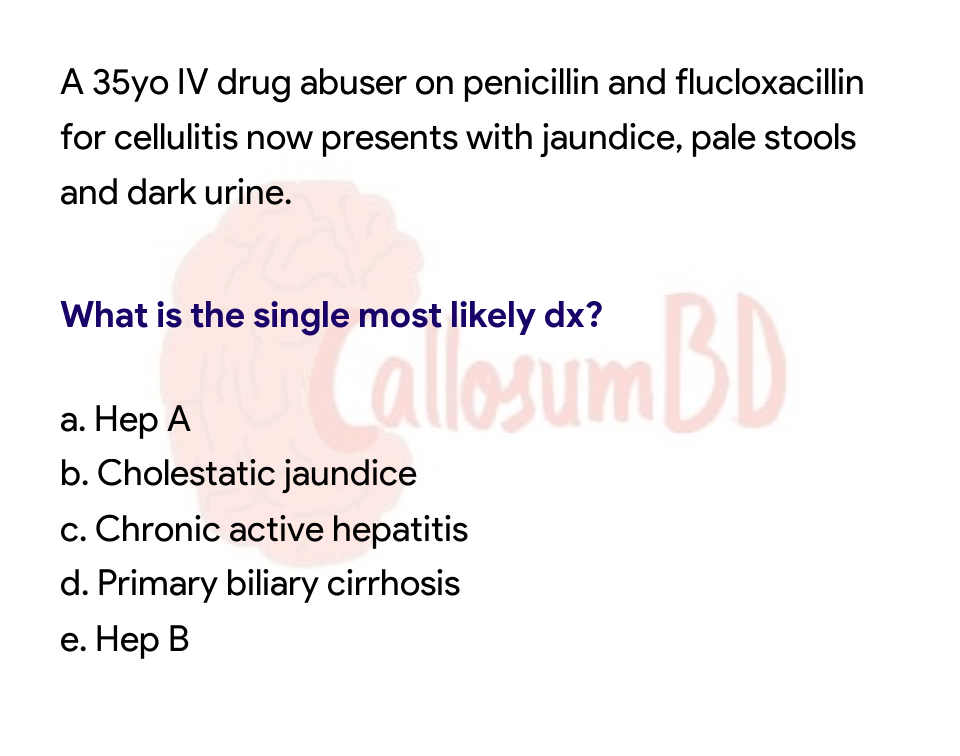 A 35yo IV drug abuser on penicillin and flucloxacillin
for cellulitis now presents with jaundice, pale stools
and dark urine.
What is the single most likely dx?
CallosumBD
a. Hep A
b. Cholestatic jaundice
c. Chronic active hepatitis
d. Primary biliary cirrhosis
e. Hep B